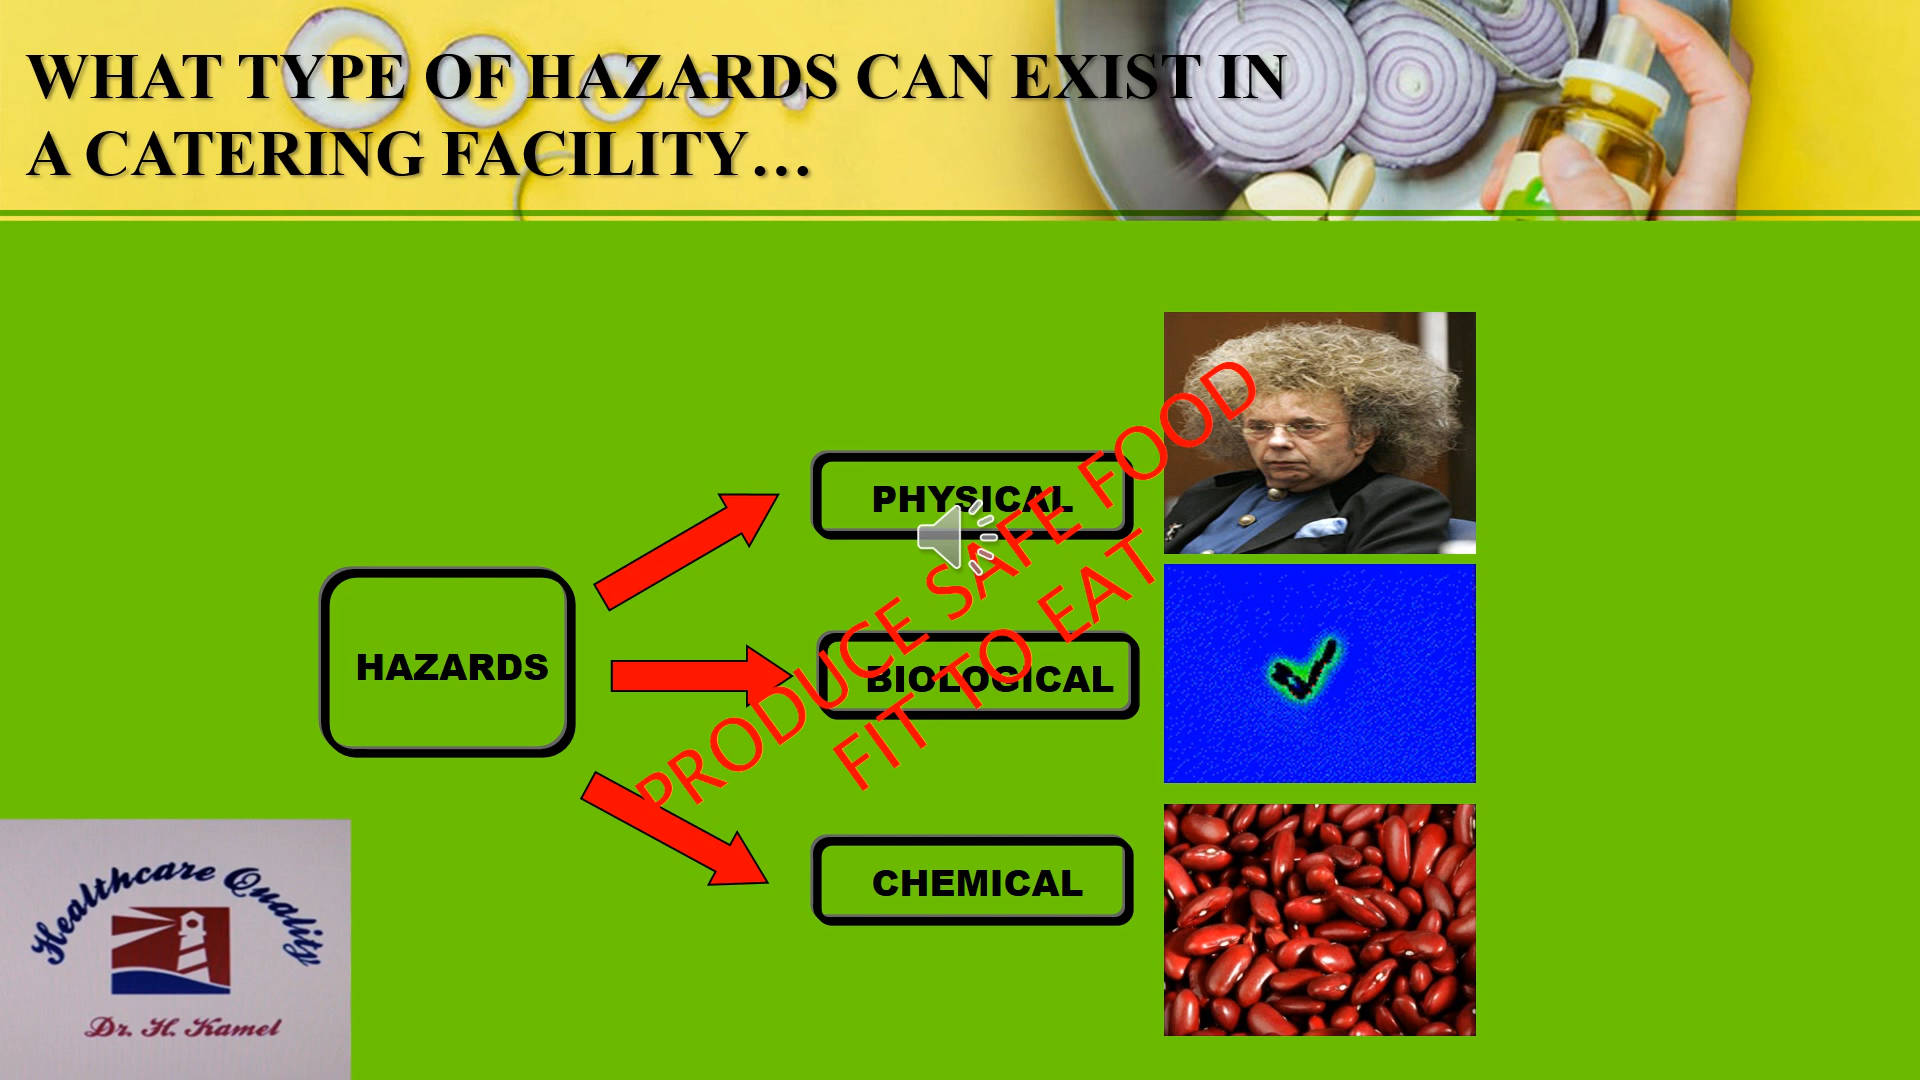 WHAT TYPE OF HAZARDS CAN EXIST IN
A CATERING FACILITY…
PHYSICAL
HAZARDS
BIOLOGICAL
CHEMICAL
PRODUCE SAFE FOOD
FIT TO EAT
Healthcare Quality
Dr. H. Kamel